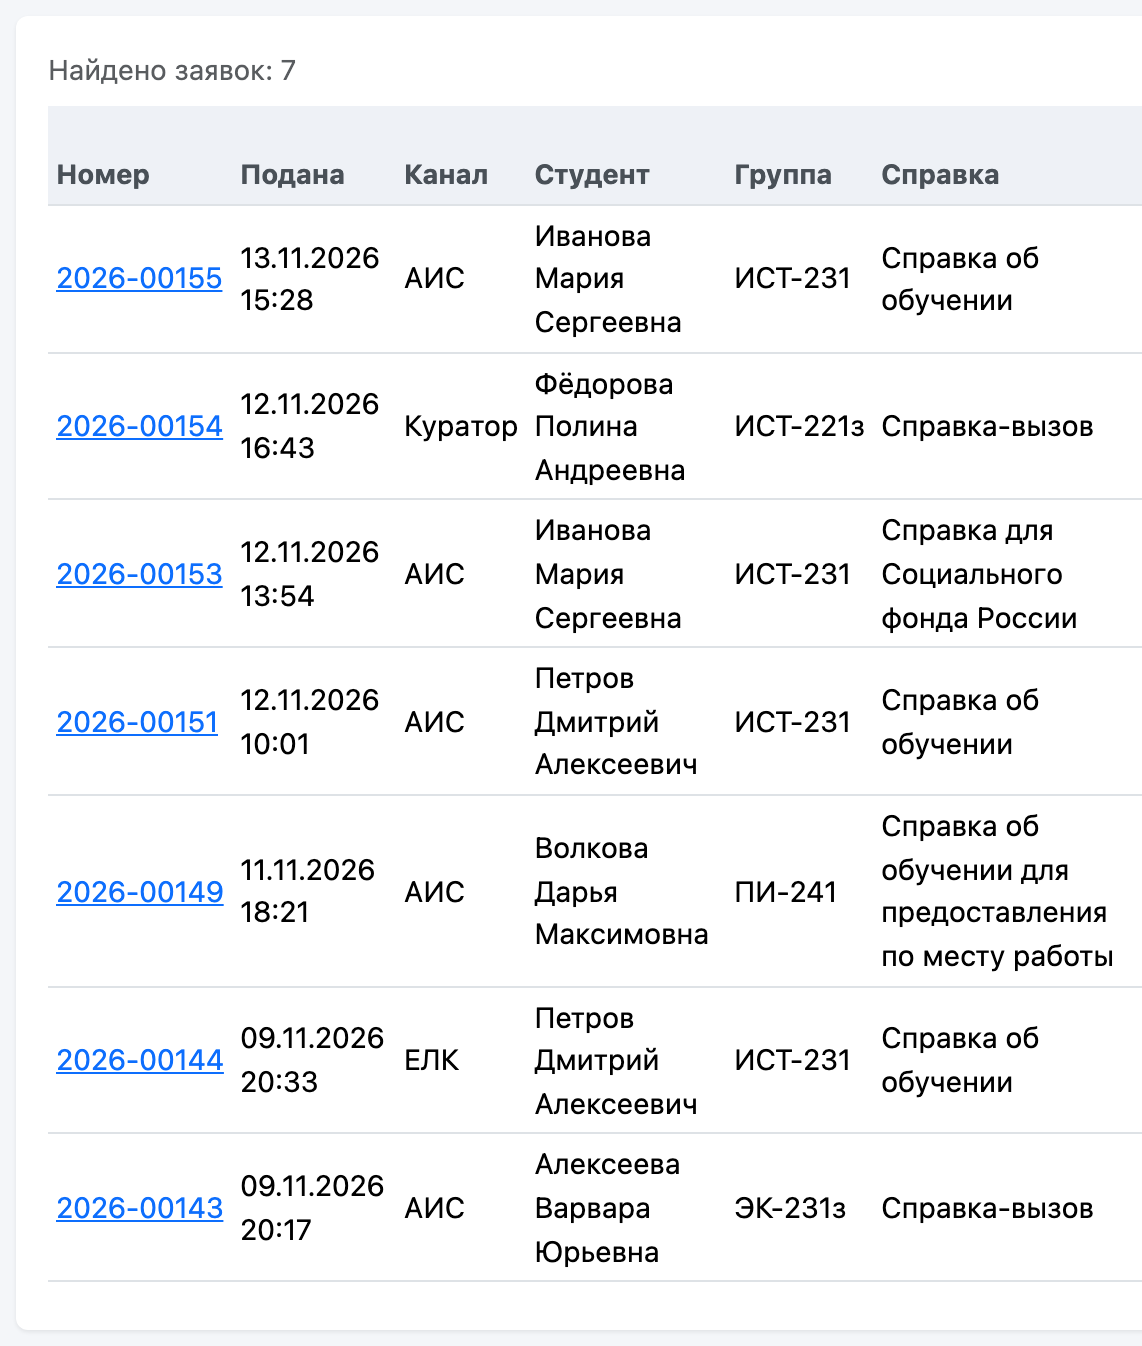 Найдено заявок: 7
Номер Подана Канал Студент Группа Справка
2026-00155 13.11.2026 15:28 АИС Иванова Мария Сергеевна ИСТ-231 Справка об обучении
2026-00154 12.11.2026 16:43 Куратор Фёдорова Полина Андреевна ИСТ-221з Справка-вызов
2026-00153 12.11.2026 13:54 АИС Иванова Мария Сергеевна ИСТ-231 Справка для Социального фонда России
2026-00151 12.11.2026 10:01 АИС Петров Дмитрий Алексеевич ИСТ-231 Справка об обучении
2026-00149 11.11.2026 18:21 АИС Волкова Дарья Максимовна ПИ-241 Справка об обучении для предоставления по месту работы
2026-00144 09.11.2026 20:33 ЕЛК Петров Дмитрий Алексеевич ИСТ-231 Справка об обучении
2026-00143 09.11.2026 20:17 АИС Алексеева Варвара Юрьевна ЭК-231з Справка-вызов